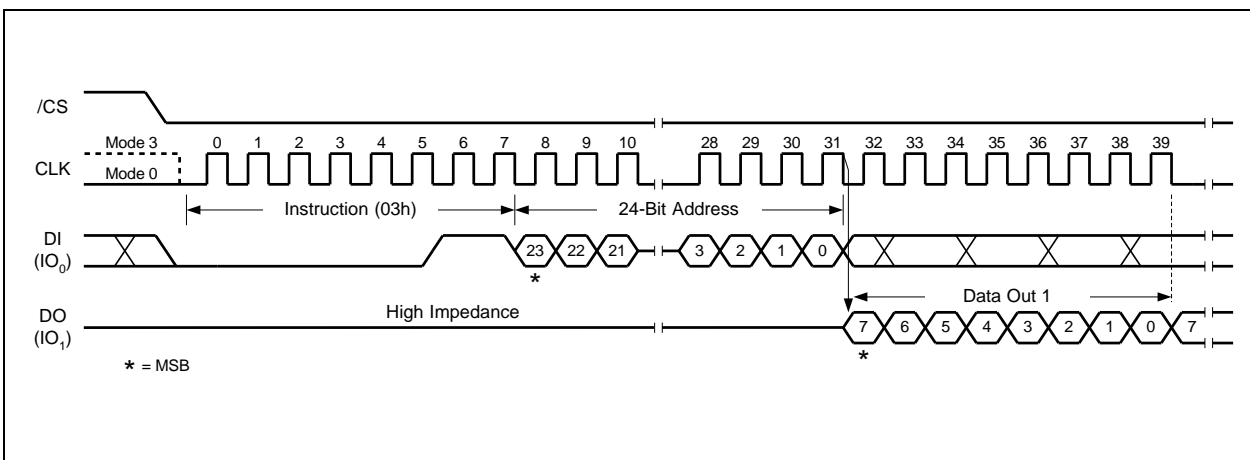 /CS
Mode 3 0 1 2 3 4 5 6 7 8 9 10 28 29 30 31 32 33 34 35 36 37 38 39
CLK
Mode 0
Instruction (03h) 24-Bit Address
DI
(IO0)
23 22 21 3 2 1 0
*
Data Out 1
High Impedance
DO
(IO1)
7 6 5 4 3 2 1 0 7
*
* = MSB